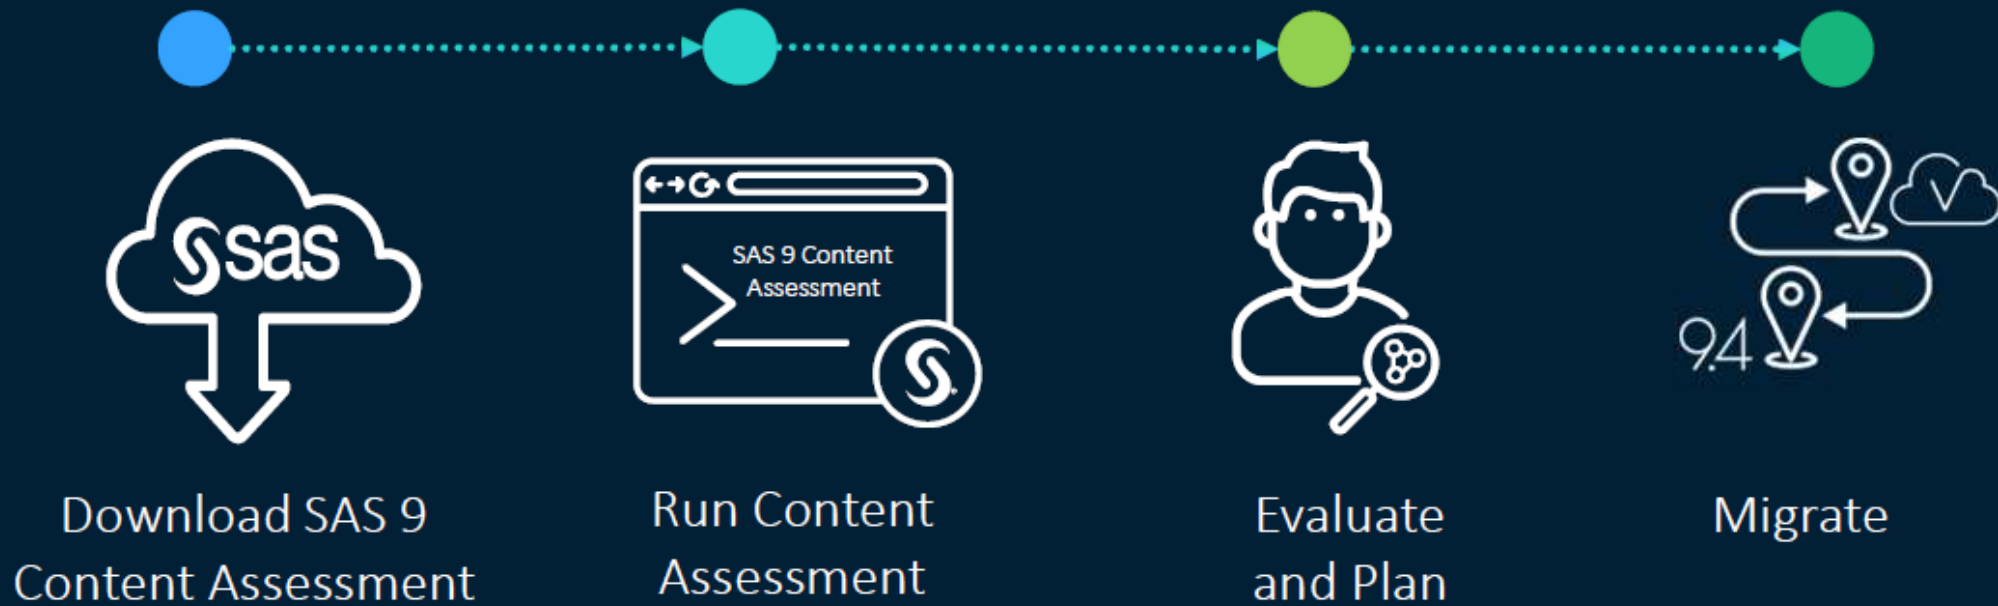 sas
SAS 9 Content
Assessment
9.4
Download SAS 9
Content Assessment
Run Content
Assessment
Evaluate
and Plan
Migrate